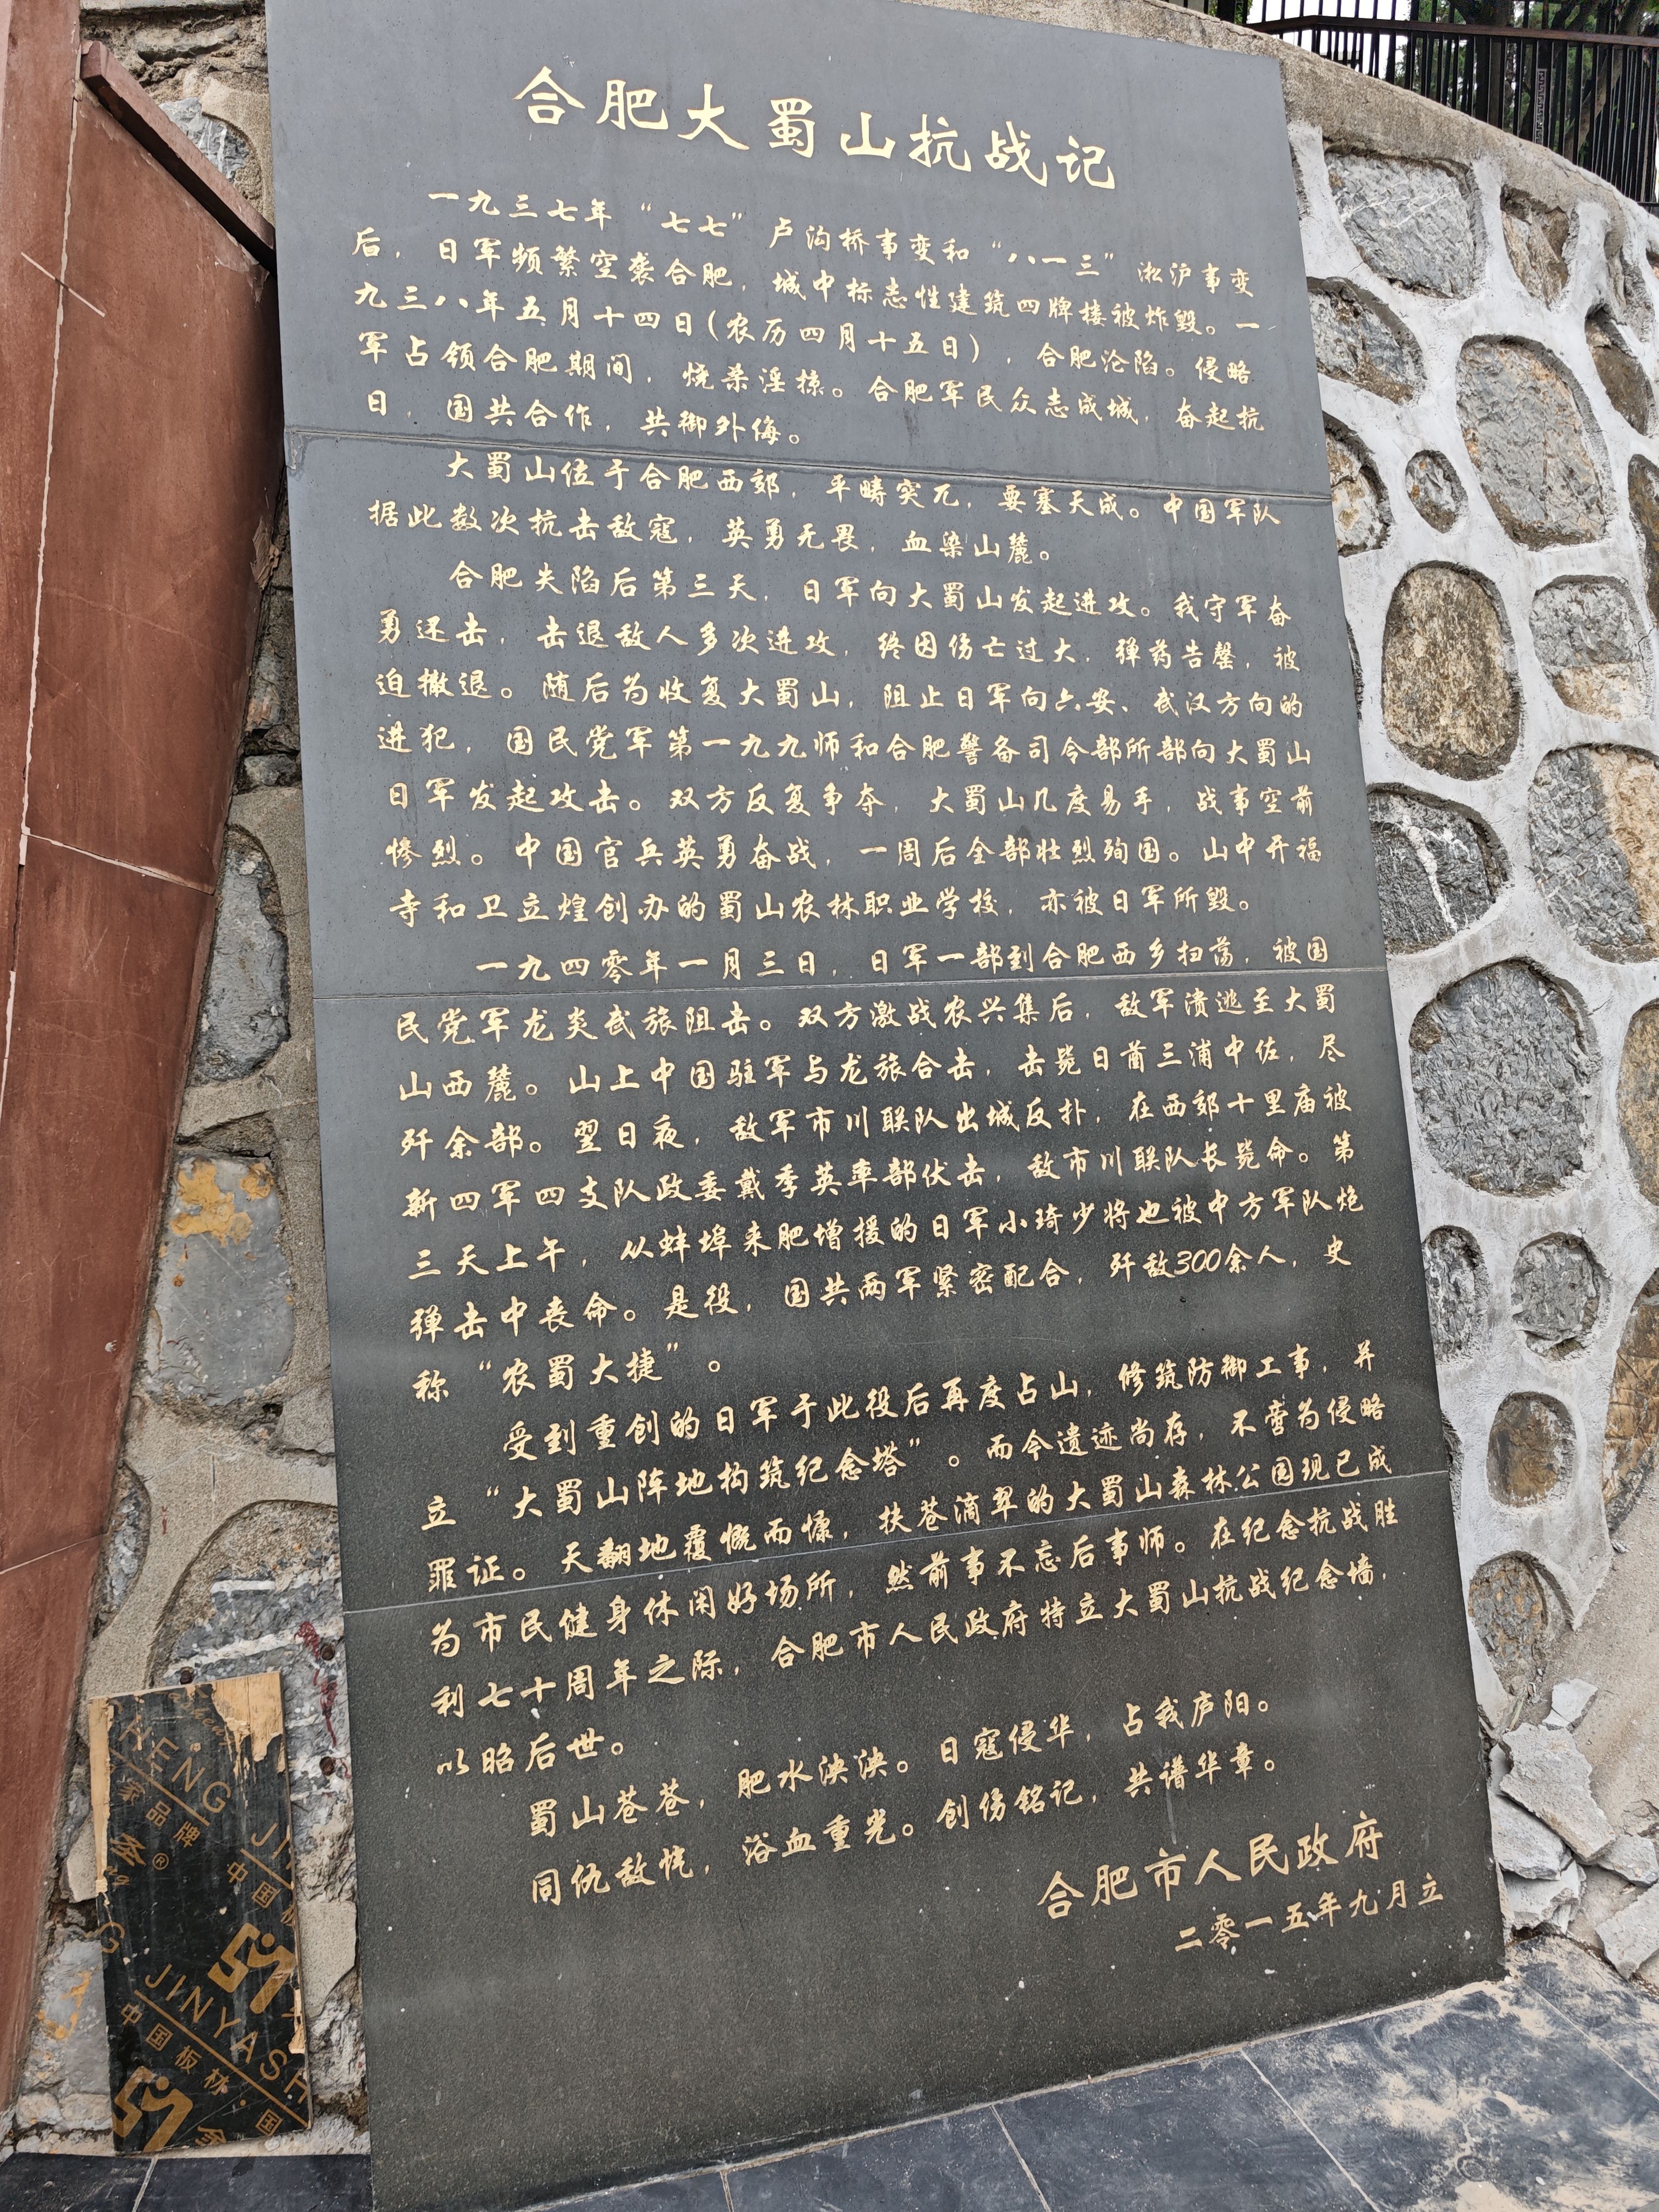 合肥大蜀山抗战记
一九三七年“七七”卢沟桥事变和“八一三”淞沪事变
后，日军频繁空袭合肥，城中标志性建筑四牌楼被炸毁。一
九三八年五月十四日(农历四月十五日)，合肥沦陷。侵略
军占领合肥期间，烧杀淫掠。合肥军民众志成城，奋起抗
日，国共合作，共御外侮。
大蜀山位于合肥西郊，平畴突兀，要塞天成。中国军队
据此数次抗击敌寇，英勇无畏，血染山麓。
合肥失陷后第三天，日军向大蜀山发起进攻。我守军奋
勇还击，击退敌人多次进攻，终因伤亡过大，弹药告罄，被
迫撤退。随后为收复大蜀山，阻止日军向六安、武汉方向的
进犯，国民党军第一九九师和合肥警备司令部所部向大蜀山
日军发起攻击。双方反复争夺，大蜀山几度易手，战事空前
惨烈。中国官兵英勇奋战，一周后全部壮烈殉国。山中开福
寺和卫立煌创办的蜀山农林职业学校，亦被日军所毁。
一九四零年一月三日，日军一部到合肥西乡扫荡，被国
民党军龙炎武旅阻击。双方激战农兴集后，敌军溃逃至大蜀
山西麓。山上中国驻军与龙旅合击，击毙日酋三浦中佐，尽
歼余部。翌日夜，敌军市川联队出城反扑，在西郊十里庙被
新四军四支队政委戴季英率部伏击，敌市川联队长毙命。第
三天上午，从蚌埠来肥增援的日军小琦少将也被中方军队炮
弹击中丧命。是役，国共两军紧密配合，歼敌300余人，史
称“农蜀大捷”。
受到重创的日军于此役后再度占山，修筑防御工事，并
立“大蜀山阵地构筑纪念塔”。而今遗迹尚存，不啻为侵略
罪证。天翻地覆慨而慷，扶苍滴翠的大蜀山森林公园现已成
为市民健身休闲好场所，然前事不忘后事师。在纪念抗战胜
利七十周年之际，合肥市人民政府特立大蜀山抗战纪念墙，
以昭后世。
蜀山苍苍，肥水泱泱。日寇侵华，占我庐阳。
同仇敌忾，浴血重光。创伤铭记，共谱华章。
合肥市人民政府
二零一五年九月立
HENG
家品牌
中国板
JINYASH
中国板材·国